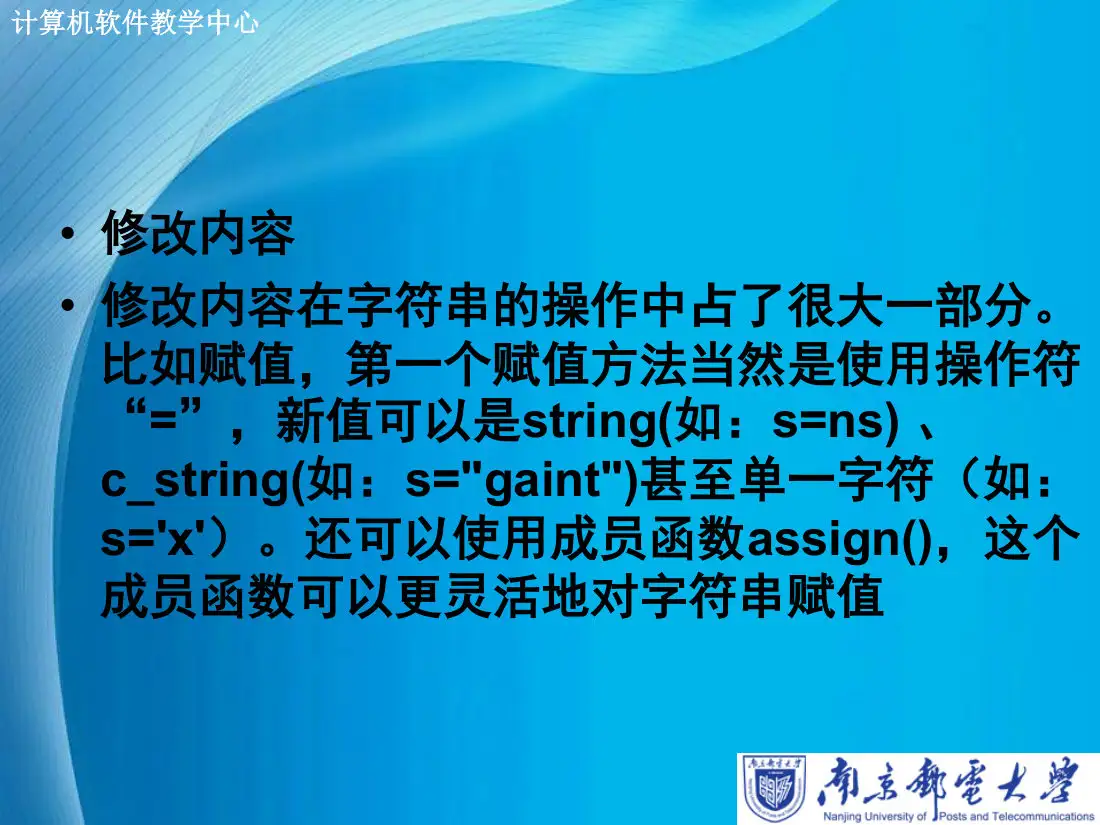 计算机软件教学中心
• 修改内容
• 修改内容在字符串的操作中占了很大一部分。
比如赋值，第一个赋值方法当然是使用操作符
“=”，新值可以是string(如：s=ns) 、
c_string(如：s="gaint")甚至单一字符（如：
s='x'）。还可以使用成员函数assign()，这个
成员函数可以更灵活地对字符串赋值
南京郵電大學
Nanjing University of Posts and Telecommunications